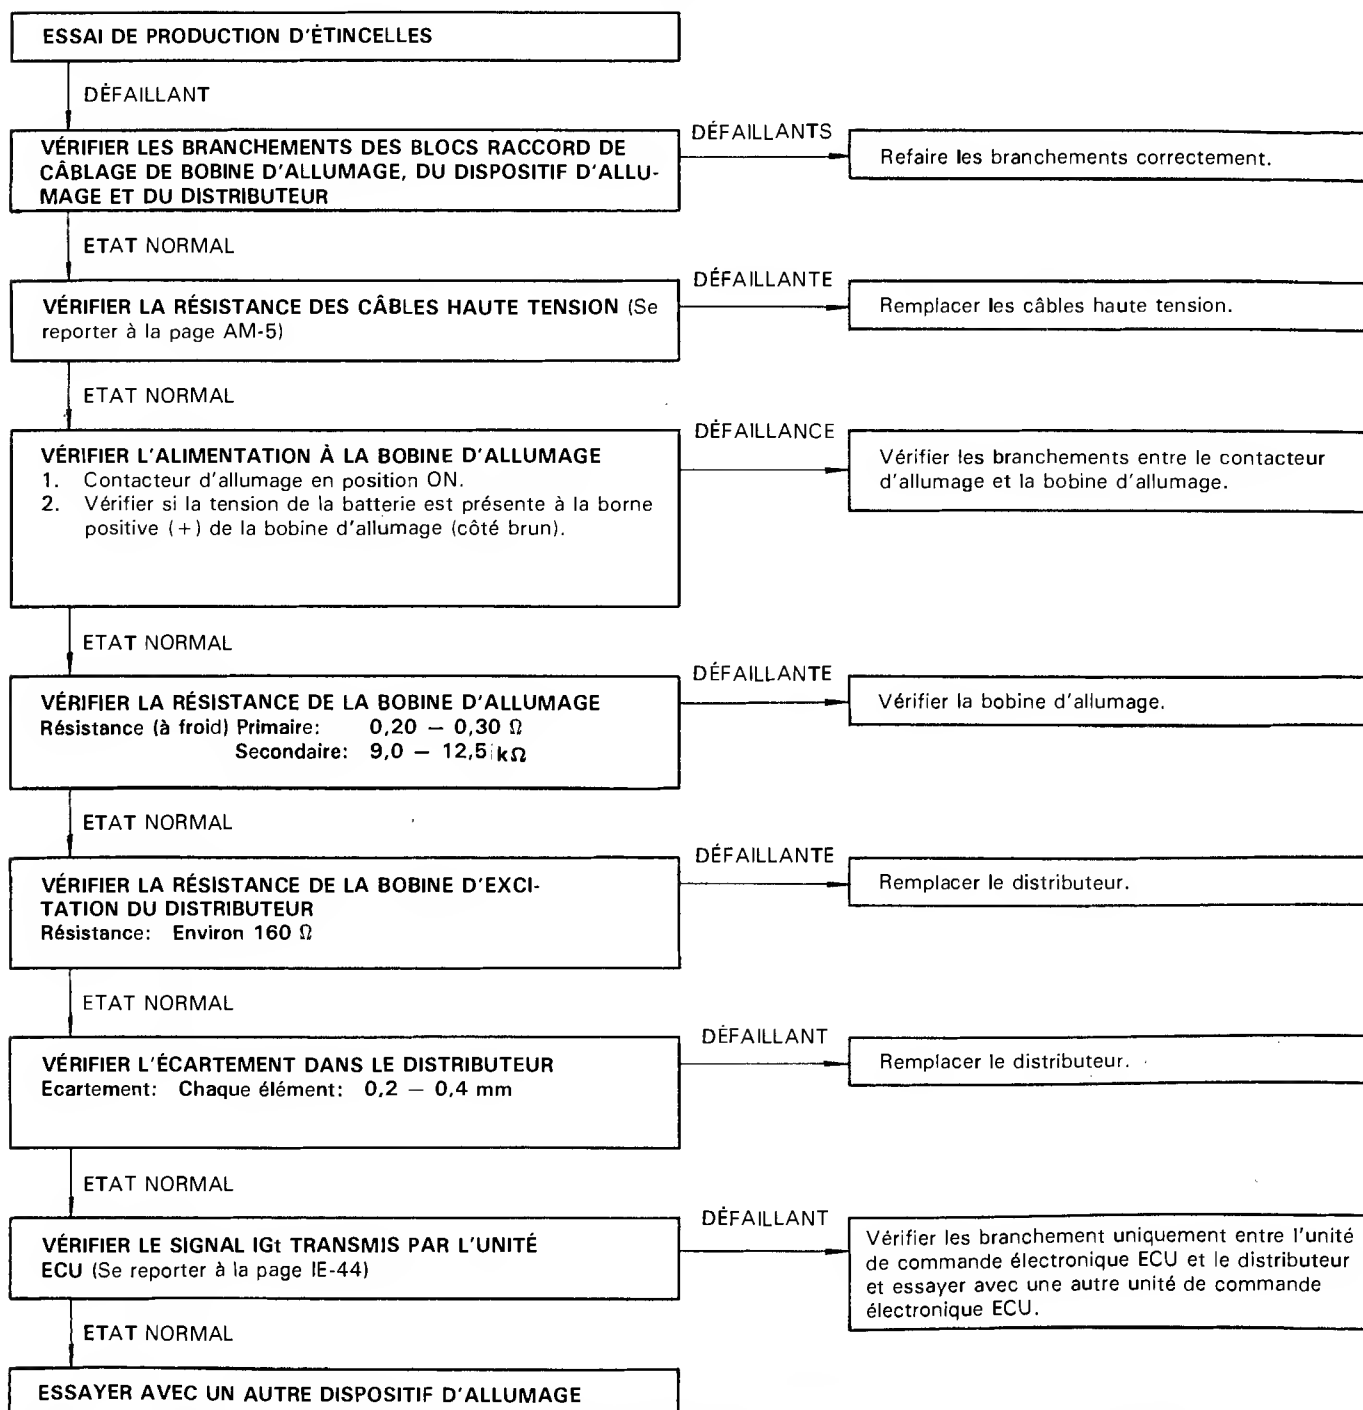 ESSAI DE PRODUCTION D'ÉTINCELLES
DÉFAILLANT
VÉRIFIER LES BRANCHEMENTS DES BLOCS RACCORD DE
CÂBLAGE DE BOBINE D'ALLUMAGE, DU DISPOSITIF D'ALLU-
MAGE ET DU DISTRIBUTEUR
DÉFAILLANTS
Refaire les branchements correctement.
ETAT NORMAL
VÉRIFIER LA RÉSISTANCE DES CÂBLES HAUTE TENSION (Se
reporter à la page AM-5)
DÉFAILLANTE
Remplacer les câbles haute tension.
ETAT NORMAL
VÉRIFIER L'ALIMENTATION À LA BOBINE D'ALLUMAGE
1. Contacteur d'allumage en position ON.
2. Vérifier si la tension de la batterie est présente à la borne
positive (+) de la bobine d'allumage (côté brun).
DÉFAILLANCE
Vérifier les branchements entre le contacteur
d'allumage et la bobine d'allumage.
ETAT NORMAL
VÉRIFIER LA RÉSISTANCE DE LA BOBINE D'ALLUMAGE
Résistance (à froid) Primaire: 0,20 — 0,30 Ω
Secondaire: 9,0 — 12,5 kΩ
DÉFAILLANTE
Vérifier la bobine d'allumage.
ETAT NORMAL
VÉRIFIER LA RÉSISTANCE DE LA BOBINE D'EXCI-
TATION DU DISTRIBUTEUR
Résistance: Environ 160 Ω
DÉFAILLANTE
Remplacer le distributeur.
ETAT NORMAL
VÉRIFIER L'ÉCARTEMENT DANS LE DISTRIBUTEUR
Ecartement: Chaque élément: 0,2 — 0,4 mm
DÉFAILLANT
Remplacer le distributeur.
ETAT NORMAL
VÉRIFIER LE SIGNAL IGt TRANSMIS PAR L'UNITÉ
ECU (Se reporter à la page IE-44)
DÉFAILLANT
Vérifier les branchement uniquement entre l'unité
de commande électronique ECU et le distributeur
et essayer avec une autre unité de commande
électronique ECU.
ETAT NORMAL
ESSAYER AVEC UN AUTRE DISPOSITIF D'ALLUMAGE